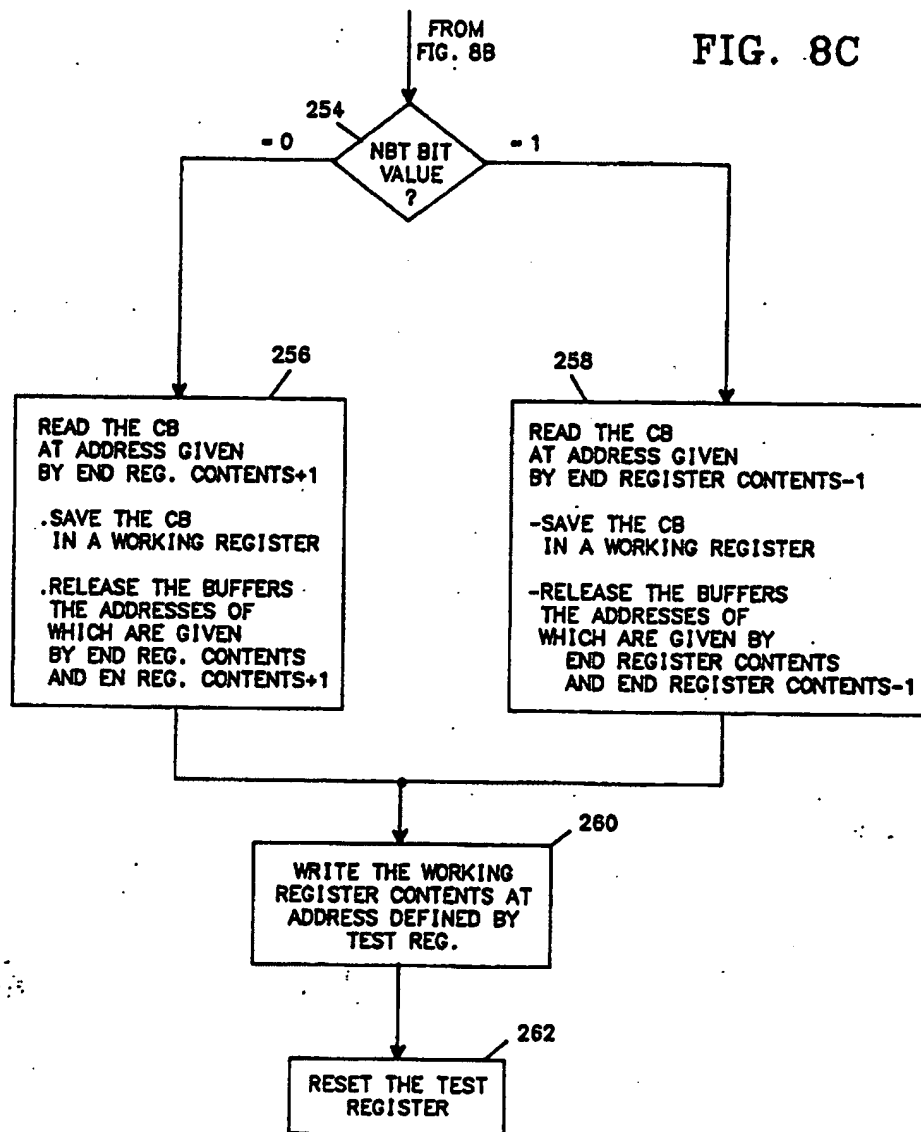 FROM
FIG. 8B
FIG. 8C
254
- 0
NBT BIT
VALUE
?
- 1
256
READ THE CB
AT ADDRESS GIVEN
BY END REG. CONTENTS+1
.SAVE THE CB
IN A WORKING REGISTER
.RELEASE THE BUFFERS
THE ADDRESSES OF
WHICH ARE GIVEN
BY END REG. CONTENTS
AND EN REG. CONTENTS+1
258
READ THE CB
AT ADDRESS GIVEN
BY END REGISTER CONTENTS-1
-SAVE THE CB
IN A WORKING REGISTER
-RELEASE THE BUFFERS
THE ADDRESSES OF
WHICH ARE GIVEN BY
END REGISTER CONTENTS
AND END REGISTER CONTENTS-1
260
WRITE THE WORKING
REGISTER CONTENTS AT
ADDRESS DEFINED BY
TEST REG.
262
RESET THE TEST
REGISTER